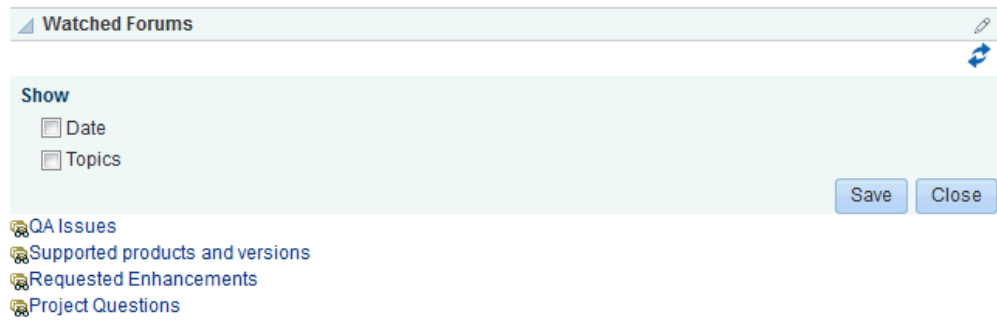 Watched Forums
Show
Date
Topics
Save Close
QA Issues
Supported products and versions
Requested Enhancements
Project Questions